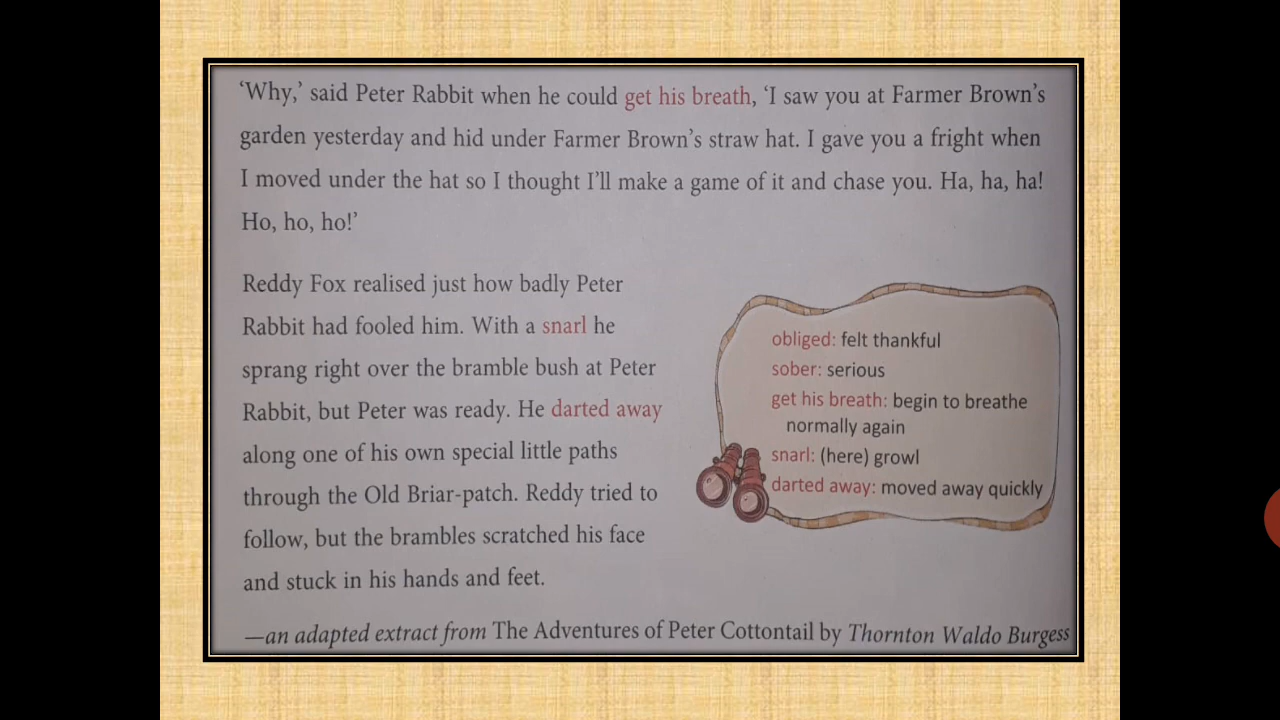 ‘Why,’ said Peter Rabbit when he could get his breath, ‘I saw you at Farmer Brown’s
garden yesterday and hid under Farmer Brown’s straw hat. I gave you a fright when
I moved under the hat so I thought I’ll make a game of it and chase you. Ha, ha, ha!
Ho, ho, ho!’
Reddy Fox realised just how badly Peter
Rabbit had fooled him. With a snarl he
sprang right over the bramble bush at Peter
Rabbit, but Peter was ready. He darted away
along one of his own special little paths
through the Old Briar-patch. Reddy tried to
follow, but the brambles scratched his face
and stuck in his hands and feet.
obliged: felt thankful
sober: serious
get his breath: begin to breathe
normally again
snarl: (here) growl
darted away: moved away quickly
—an adapted extract from The Adventures of Peter Cottontail by Thornton Waldo Burgess